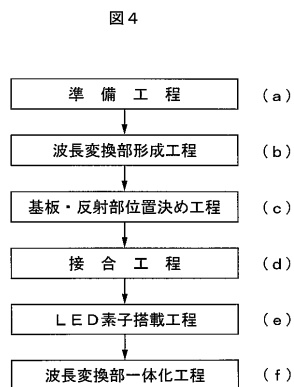 図４
準備工程 （ａ）
波長変換部形成工程 （ｂ）
基板・反射部位置決め工程 （ｃ）
接合工程 （ｄ）
ＬＥＤ素子搭載工程 （ｅ）
波長変換部一体化工程 （ｆ）